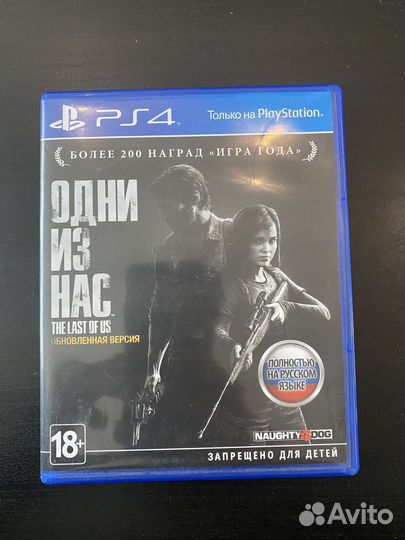 PS4
Только на PlayStation®
БОЛЕЕ 200 НАГРАД «ИГРА ГОДА»
ОДНИ
ИЗ
НАС
THE LAST OF US
ОБНОВЛЕННАЯ ВЕРСИЯ
ПОЛНОСТЬЮ
НА РУССКОМ
ЯЗЫКЕ
18+
NAUGHTY DOG
ЗАПРЕЩЕНО ДЛЯ ДЕТЕЙ
Avito